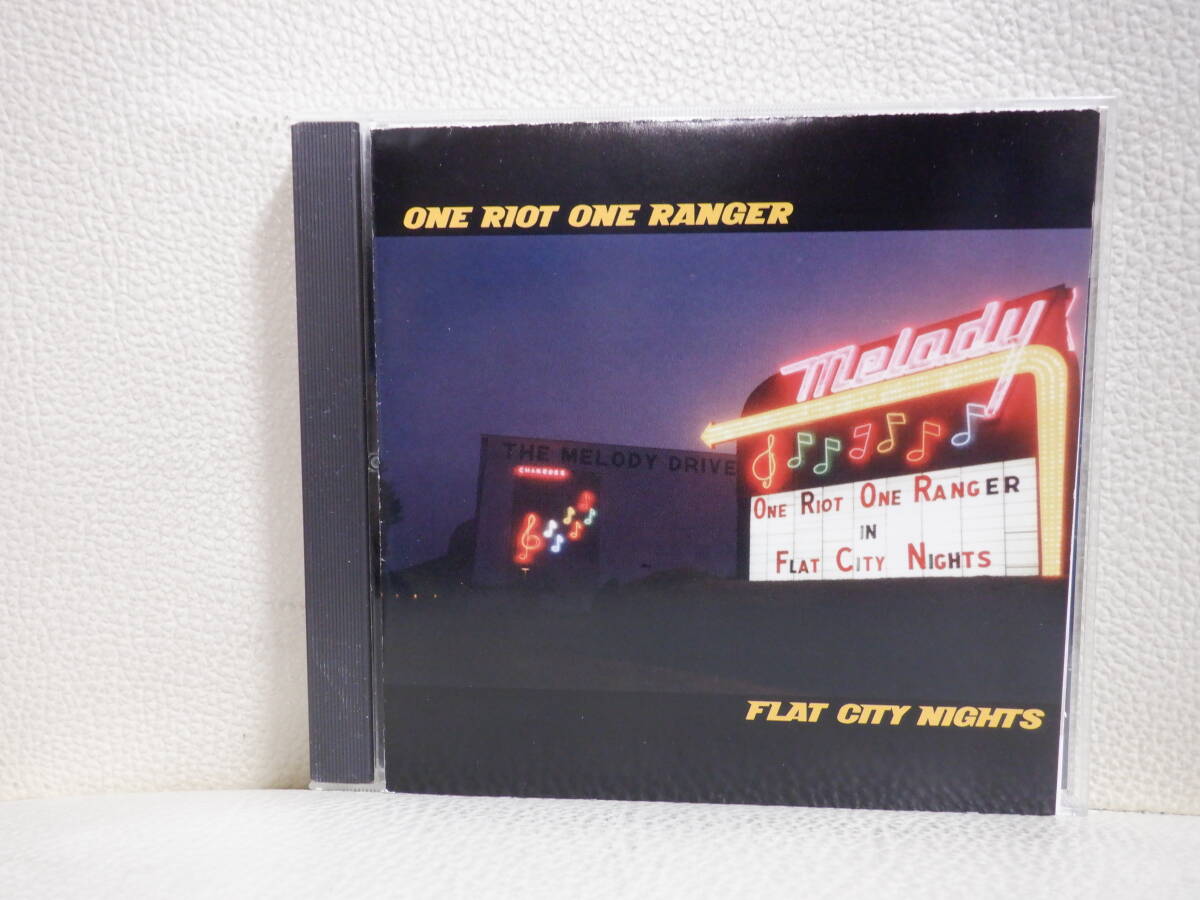 ONE RIOT ONE RANGER
Melody
THE MELODY DRIVE
ONE RIOT ONE RANGER
IN
FLAT CITY NIGHTS
FLAT CITY NIGHTS